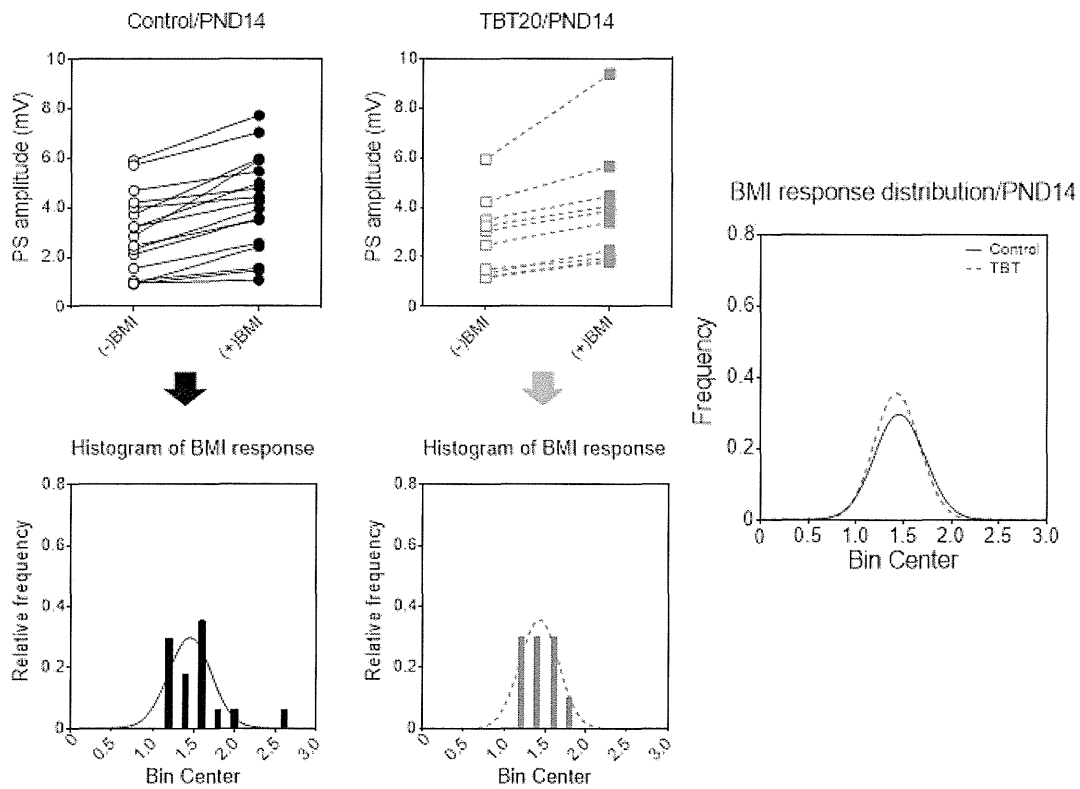 Control/PND14
PS amplitude (mV)
10
8.0
6.0
4.0
2.0
0
(-)BMI
(+)BMI
TBT20/PND14
PS amplitude (mV)
10
8.0
6.0
4.0
2.0
0
(-)BMI
(+)BMI
Histogram of BMI response
Relative frequency
0.8
0.6
0.4
0.2
0
0
0.5
1.0
1.5
2.0
2.5
3.0
Bin Center
Histogram of BMI response
Relative frequency
0.8
0.6
0.4
0.2
0
0
0.5
1.0
1.5
2.0
2.5
3.0
Bin Center
BMI response distribution/PND14
Control
TBT
Frequency
0.8
0.6
0.4
0.2
0
0
0.5
1.0
1.5
2.0
2.5
3.0
Bin Center